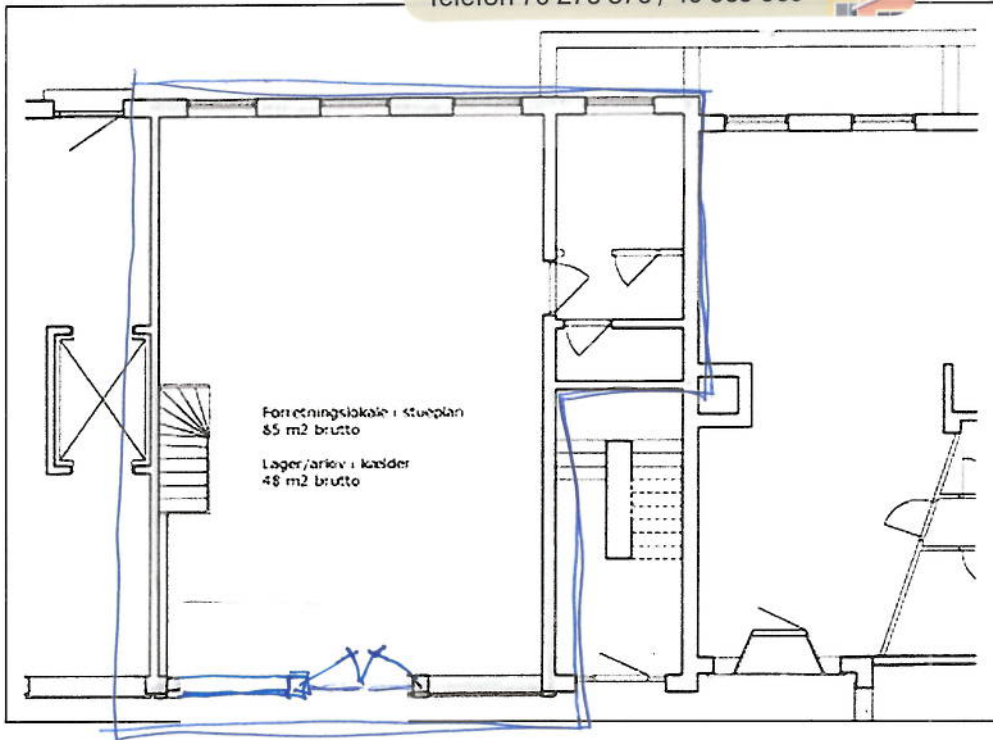 Forretningslokale i stueplan
85 m2 brutto
Lager/arkiv i kælder
48 m2 brutto